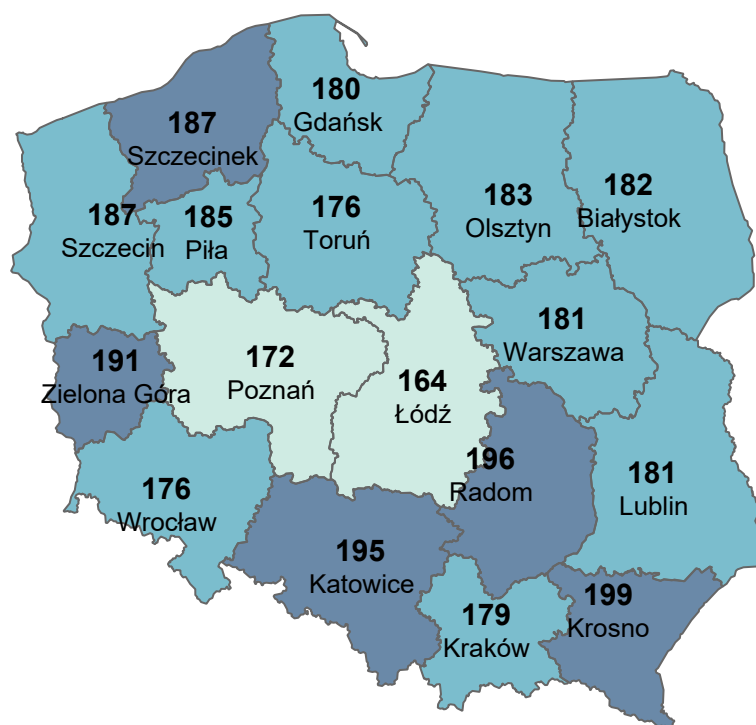 180
Gdańsk
187
Szczecinek
183
Olsztyn
182
Białystok
187
Szczecin
185
Piła
176
Toruń
181
Warszawa
191
Zielona Góra
172
Poznań
164
Łódź
196
Radom
181
Lublin
176
Wrocław
195
Katowice
179
Kraków
199
Krosno